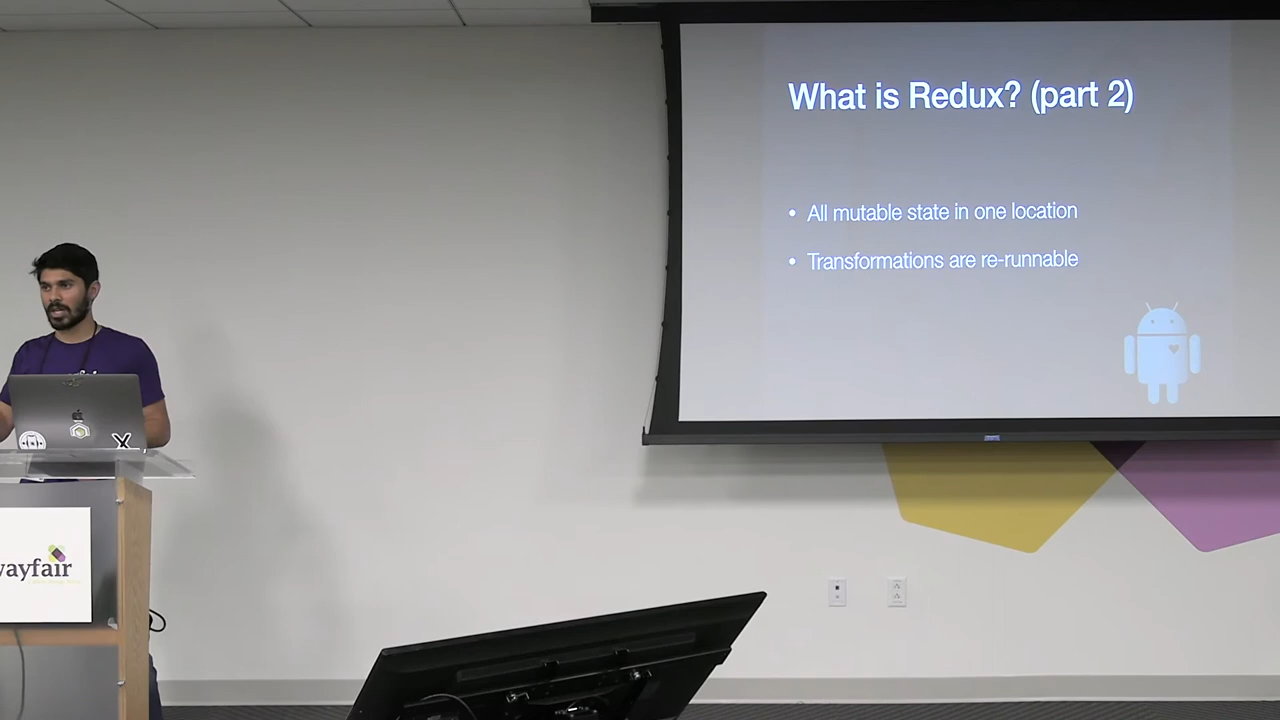 What is Redux? (part 2)
• All mutable state in one location
• Transformations are re-runnable
wayfair
X